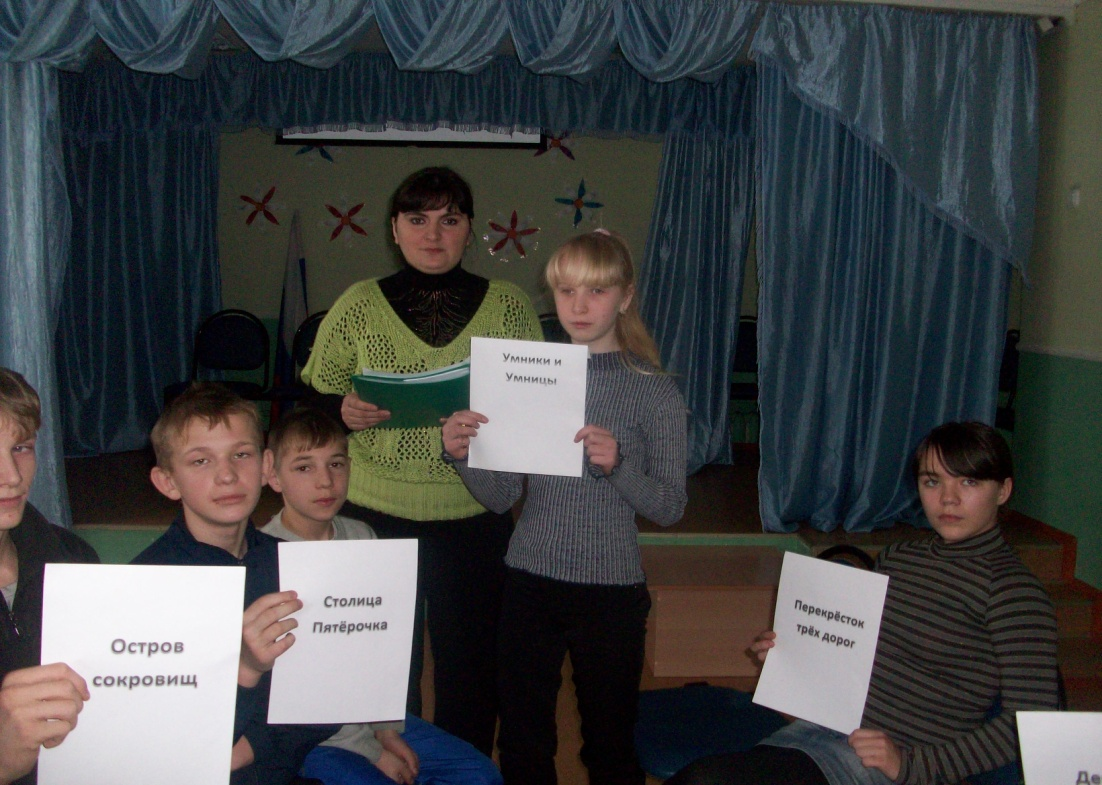 Умники и
Умницы
Столица
Пятёрочка
Перекрёсток
трёх дорог
Остров
сокровищ